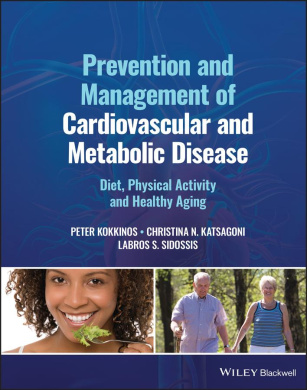 Prevention and
Management of
Cardiovascular and
Metabolic Disease
Diet, Physical Activity
and Healthy Aging
PETER KOKKINOS • CHRISTINA N. KATSAGONI
LABROS S. SIDOSSIS
WILEY Blackwell